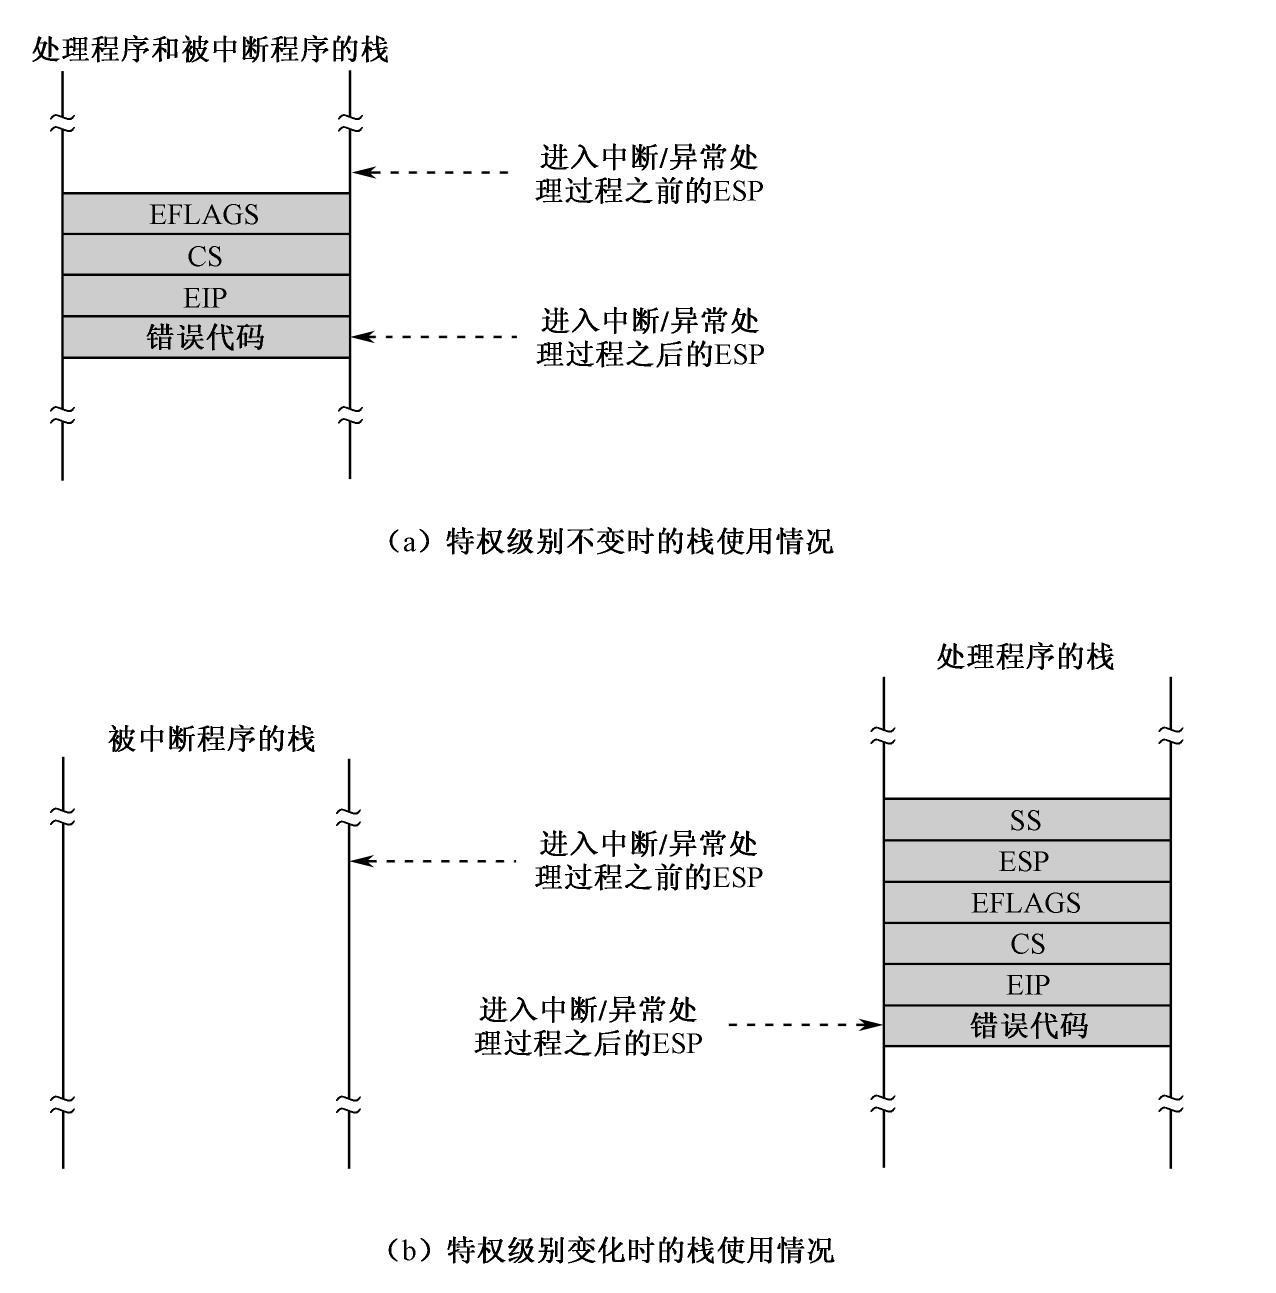 处理程序和被中断程序的栈
进入中断/异常处
理过程之前的ESP
EFLAGS
CS
EIP
错误代码
进入中断/异常处
理过程之后的ESP
（a）特权级别不变时的栈使用情况
处理程序的栈
被中断程序的栈
SS
进入中断/异常处
理过程之前的ESP
ESP
EFLAGS
CS
EIP
进入中断/异常处
理过程之后的ESP
错误代码
（b）特权级别变化时的栈使用情况